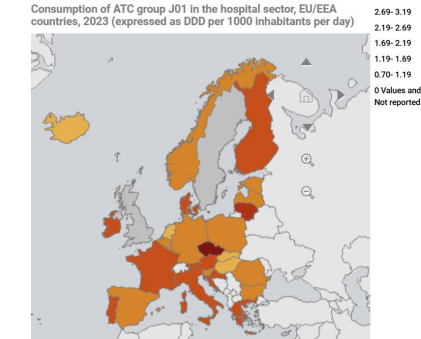 Consumption of ATC group J01 in the hospital sector, EU/EEA
countries, 2023 (expressed as DDD per 1000 inhabitants per day)
2.69- 3.19
2.19- 2.69
1.69- 2.19
1.19- 1.69
0.70- 1.19
0 Values and
Not reported